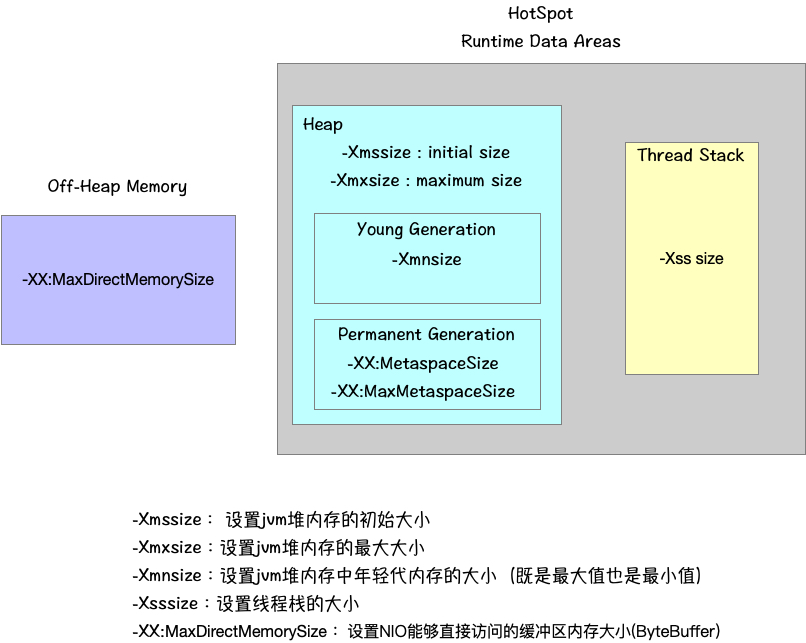 HotSpot
Runtime Data Areas
Heap
-Xmssize : initial size
-Xmxsize : maximum size
Thread Stack
Off-Heap Memory
Young Generation
-Xmnsize
-Xss size
-XX:MaxDirectMemorySize
Permanent Generation
-XX:MetaspaceSize
-XX:MaxMetaspaceSize
-Xmssize： 设置jvm堆内存的初始大小
-Xmxsize：设置jvm堆内存的最大大小
-Xmnsize：设置jvm堆内存中年轻代内存的大小（既是最大值也是最小值）
-Xsssize：设置线程栈的大小
-XX:MaxDirectMemorySize： 设置NIO能够直接访问的缓冲区内存大小(ByteBuffer)